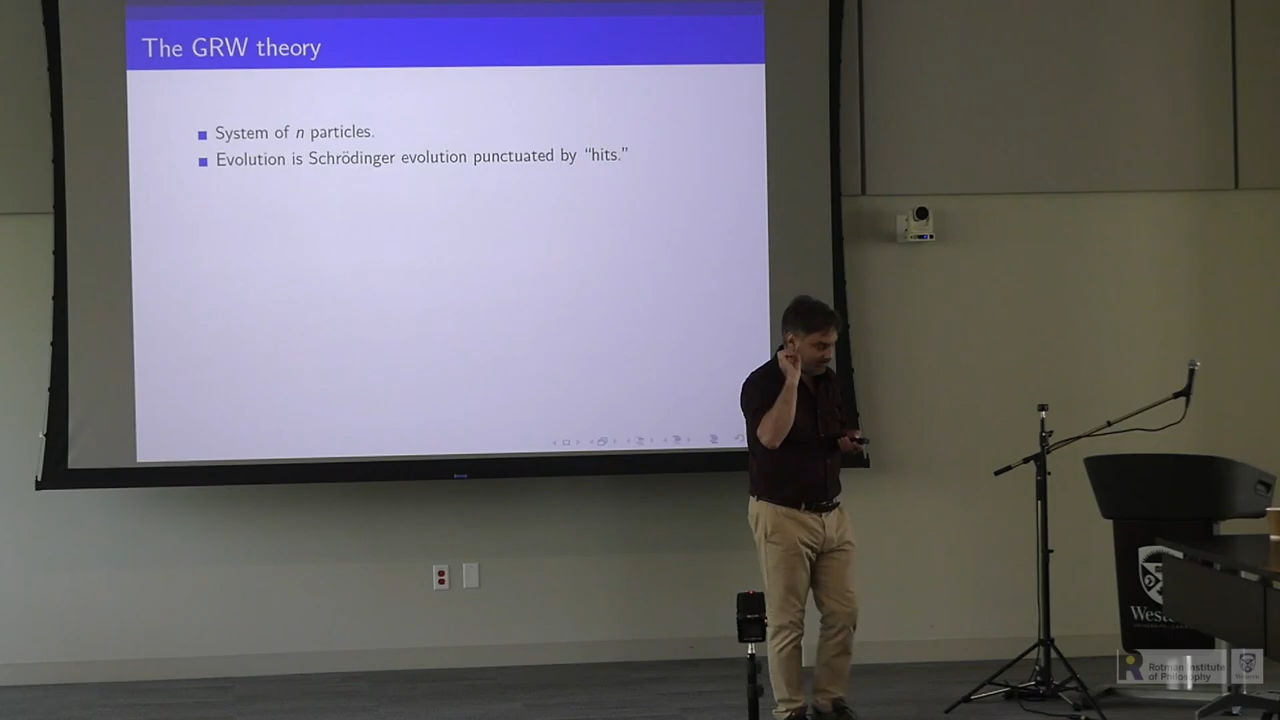 The GRW theory
System of n particles.
Evolution is Schrödinger evolution punctuated by “hits.”
Rotman Institute
of Philosophy